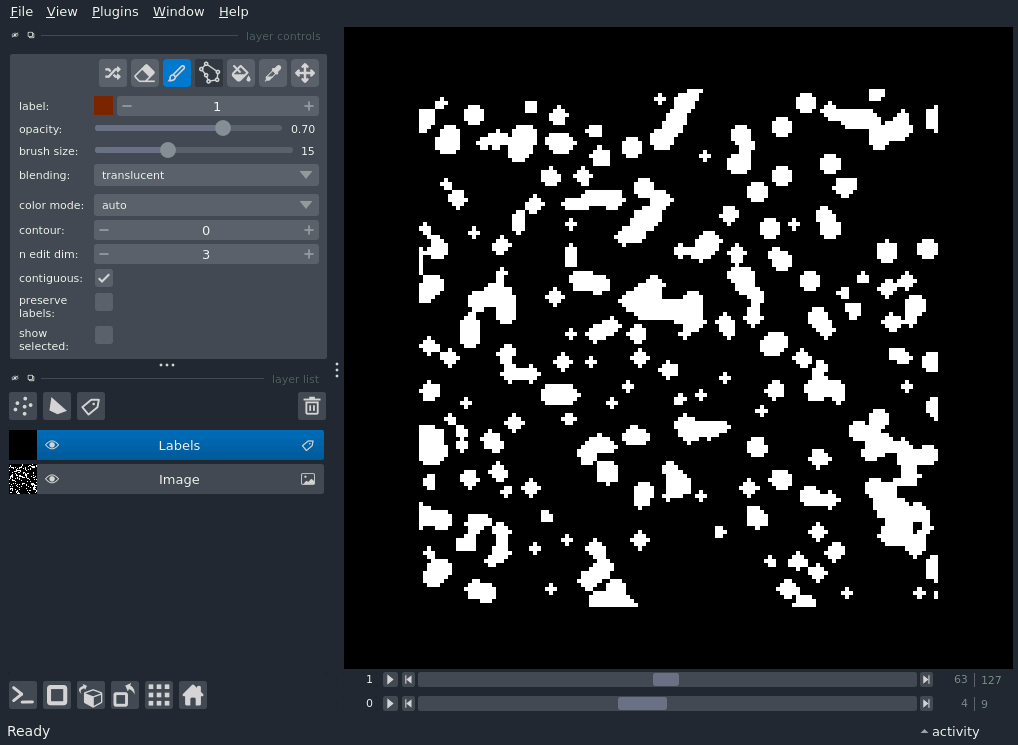 File View Plugins Window Help
layer controls
label: 1
opacity: 0.70
brush size: 15
blending: translucent
color mode: auto
contour: 0
n edit dim: 3
contiguous:
preserve
labels:
show
selected:
layer list
Labels
Image
1 63 127
0 4 9
Ready activity